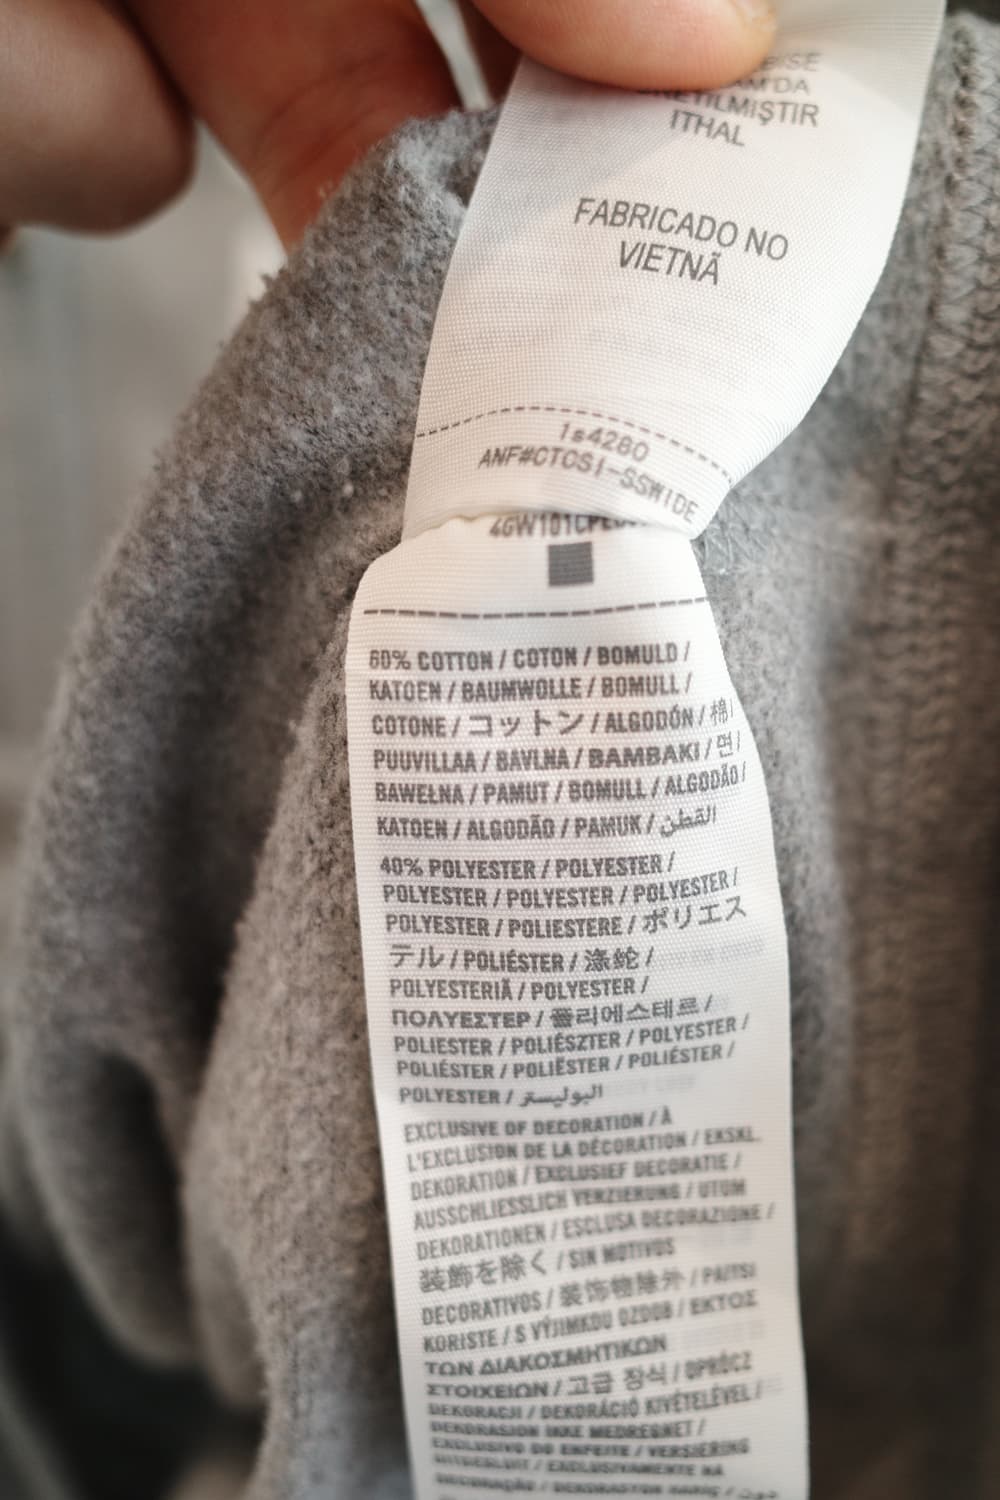 ITHAL
FABRICADO NO
VIETNÃ
1s4280
ANF#CTCSI-SSWIDE
60% COTTON / COTON / BOMULD /
KATOEN / BAUMWOLLE / BOMULL /
COTONE / コットン / ALGODÓN / 棉 /
PUUVILLAA / BAVLNA / BAMBAKI / 면 /
BAWEŁNA / PAMUT / BOMULL / ALGODÃO /
KATOEN / ALGODÃO / PAMUK / القطن
40% POLYESTER / POLYESTER /
POLYESTER / POLYESTER / POLYESTER /
POLYESTER / POLIESTERE / ポリエス
テル / POLIÉSTER / 涤纶 /
POLYESTERIÄ / POLYESTER /
ΠΟΛΥΕΣΤΕΡ / 폴리에스테르 /
POLIESTER / POLIÉSZTER / POLYESTER /
POLIÉSTER / POLIËSTER / POLIÉSTER /
POLYESTER / البوليستر
EXCLUSIVE OF DECORATION / À
L'EXCLUSION DE LA DÉCORATION / EKSKL.
DEKORATION / EXCLUSIEF DECORATIE /
AUSSCHLIESSLICH VERZIERUNG / UTOM
DEKORATIONEN / ESCLUSA DECORAZIONE /
装飾を除く / SIN MOTIVOS
DECORATIVOS / 装饰物除外 / PAITSI
KORISTE / S VÝJIMKOU OZDOB / ΕΚΤΟΣ
ΤΩΝ ΔΙΑΚΟΣΜΗΤΙΚΩΝ
ΣΤΟΙΧΕΙΩΝ / 고급 장식 / OPRÓCZ
DEKORACJI / DEKORÁCIÓ KIVÉTELÉVEL /
DEKORASJON IKKE MEDREGNET /
EXCLUSIVO DO ENFEITE / VERSIERING
UITGESLUIT / EXCLUSIVAMENTE NA